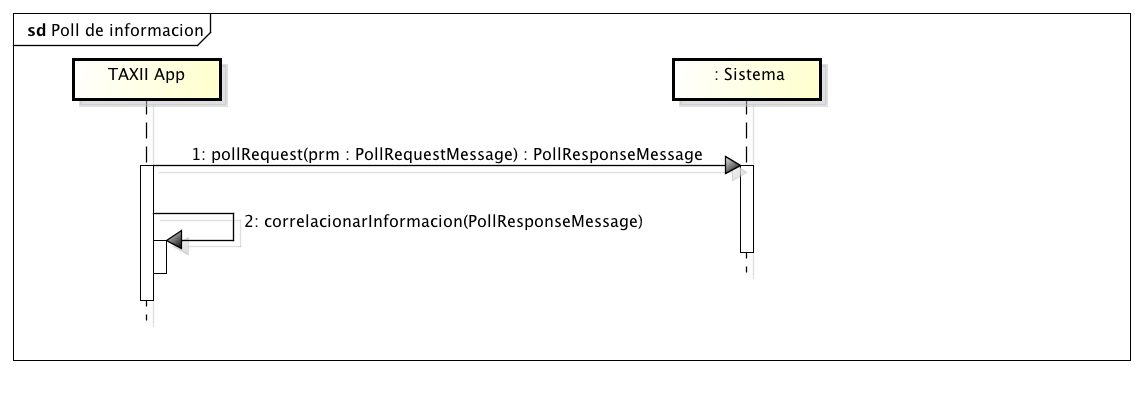 sd Poll de informacion
TAXII App
: Sistema
1: pollRequest(prm : PollRequestMessage) : PollResponseMessage
2: correlacionarInformacion(PollResponseMessage)